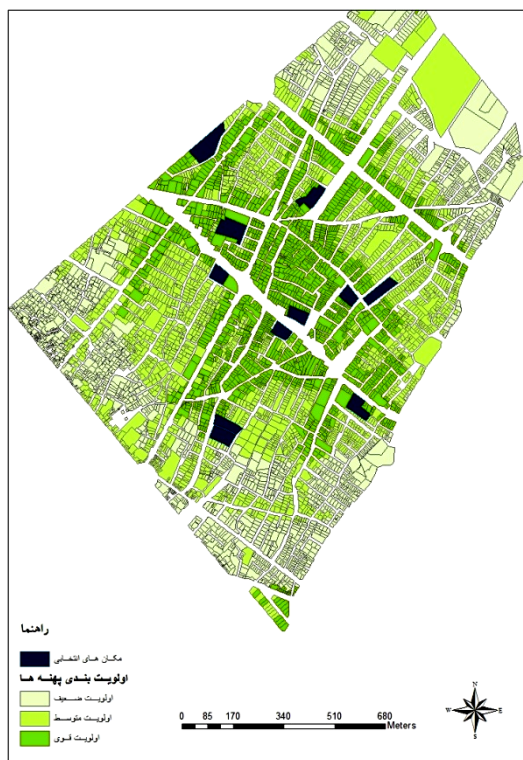 راهنما
مکان های انتخابی
اولویت بندی پهنه ها
اولویت ضعیف
اولویت متوسط
اولویت قوی
0 85 170 340 510 680
Meters
N
W E
S